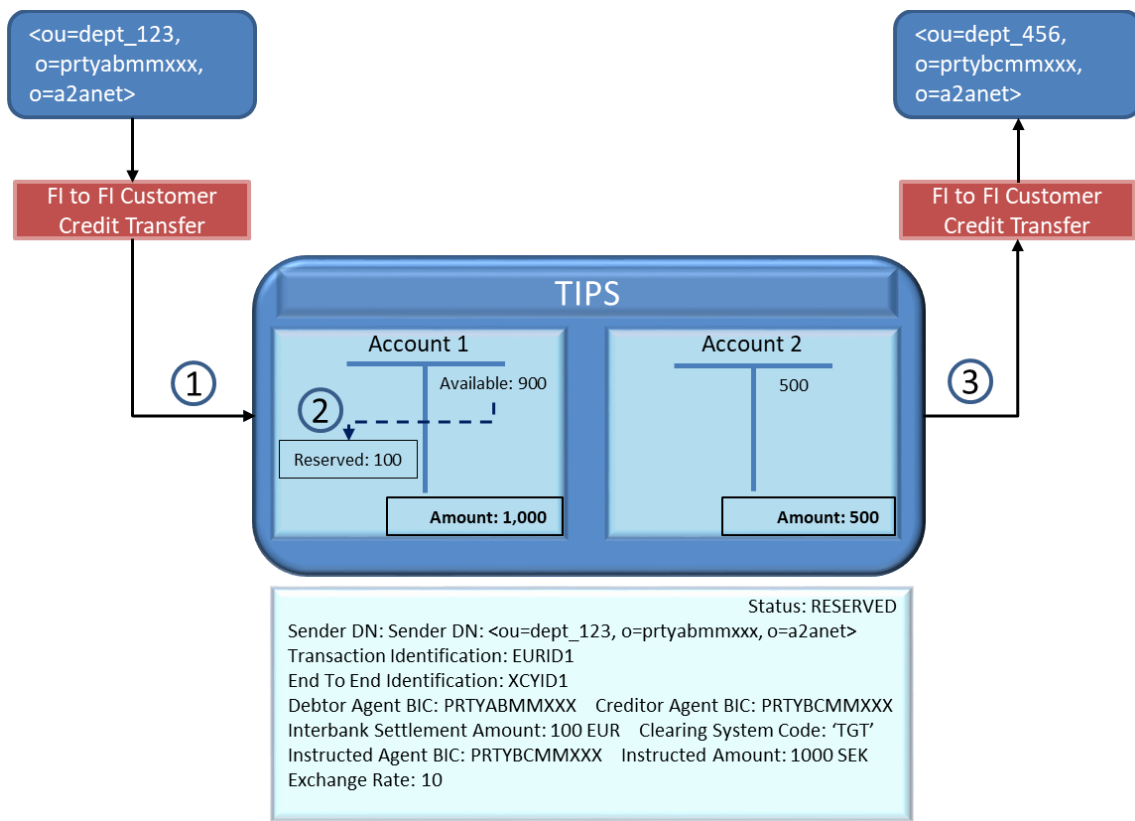 <ou=dept_123,
o=prtyabmmxxx,
o=a2anet>
<ou=dept_456,
o=prtybcmmxxx,
o=a2anet>
FI to FI Customer
Credit Transfer
FI to FI Customer
Credit Transfer
TIPS
1
Account 1
Available: 900
2
Reserved: 100
Amount: 1,000
Account 2
500
Amount: 500
3
Status: RESERVED
Sender DN: Sender DN: <ou=dept_123, o=prtyabmmxxx, o=a2anet>
Transaction Identification: EURID1
End To End Identification: XCYID1
Debtor Agent BIC: PRTYABMMXXX Creditor Agent BIC: PRTYBCMMXXX
Interbank Settlement Amount: 100 EUR Clearing System Code: ‘TGT’
Instructed Agent BIC: PRTYBCMMXXX Instructed Amount: 1000 SEK
Exchange Rate: 10